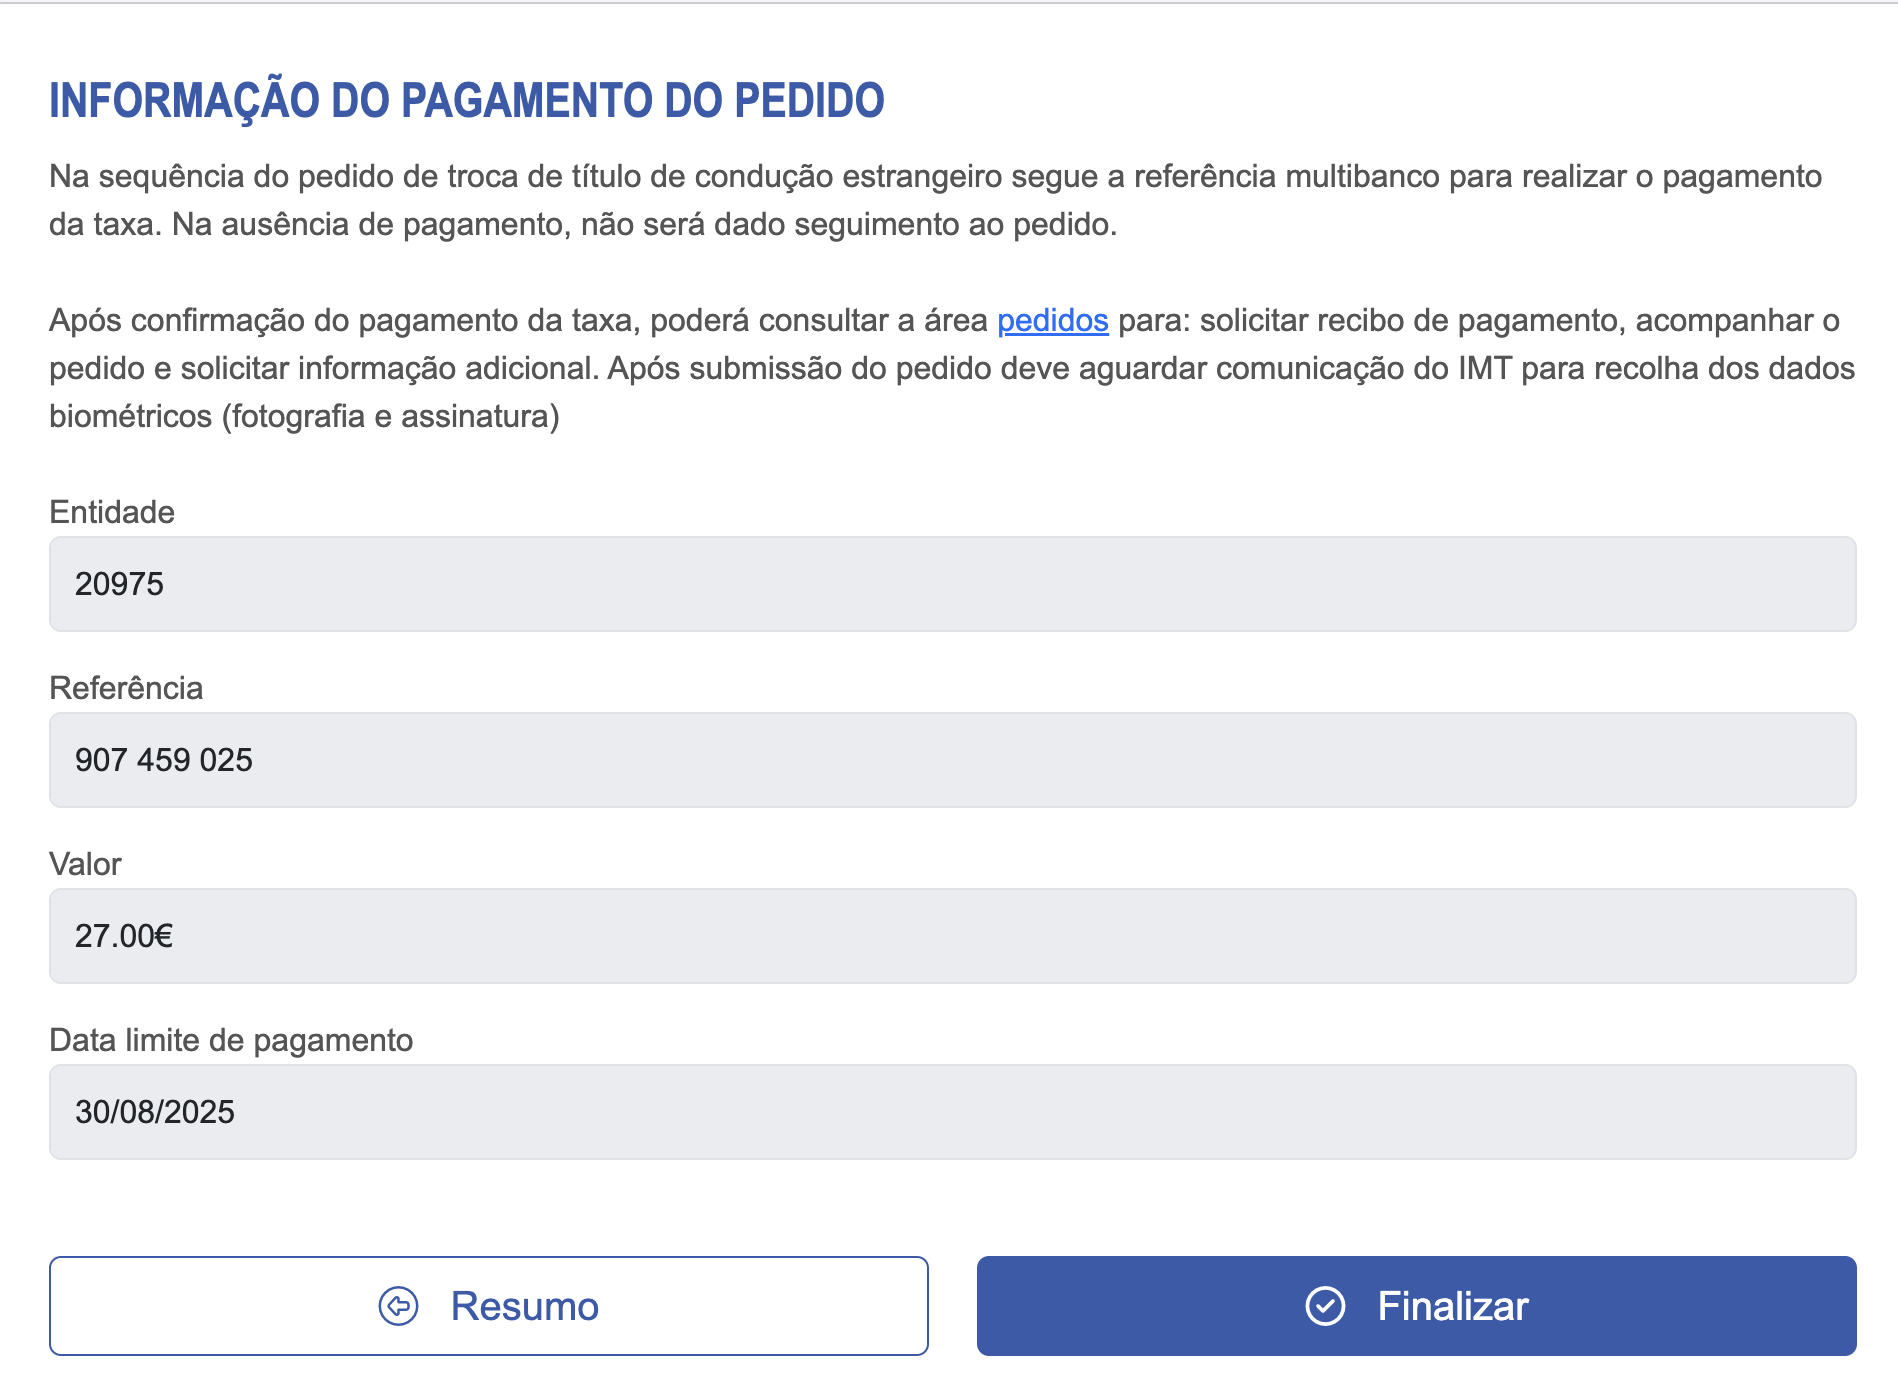 INFORMAÇÃO DO PAGAMENTO DO PEDIDO
Na sequência do pedido de troca de título de condução estrangeiro segue a referência multibanco para realizar o pagamento
da taxa. Na ausência de pagamento, não será dado seguimento ao pedido.
Após confirmação do pagamento da taxa, poderá consultar a área pedidos para: solicitar recibo de pagamento, acompanhar o
pedido e solicitar informação adicional. Após submissão do pedido deve aguardar comunicação do IMT para recolha dos dados
biométricos (fotografia e assinatura)
Entidade
20975
Referência
907 459 025
Valor
27.00€
Data limite de pagamento
30/08/2025
Resumo
Finalizar